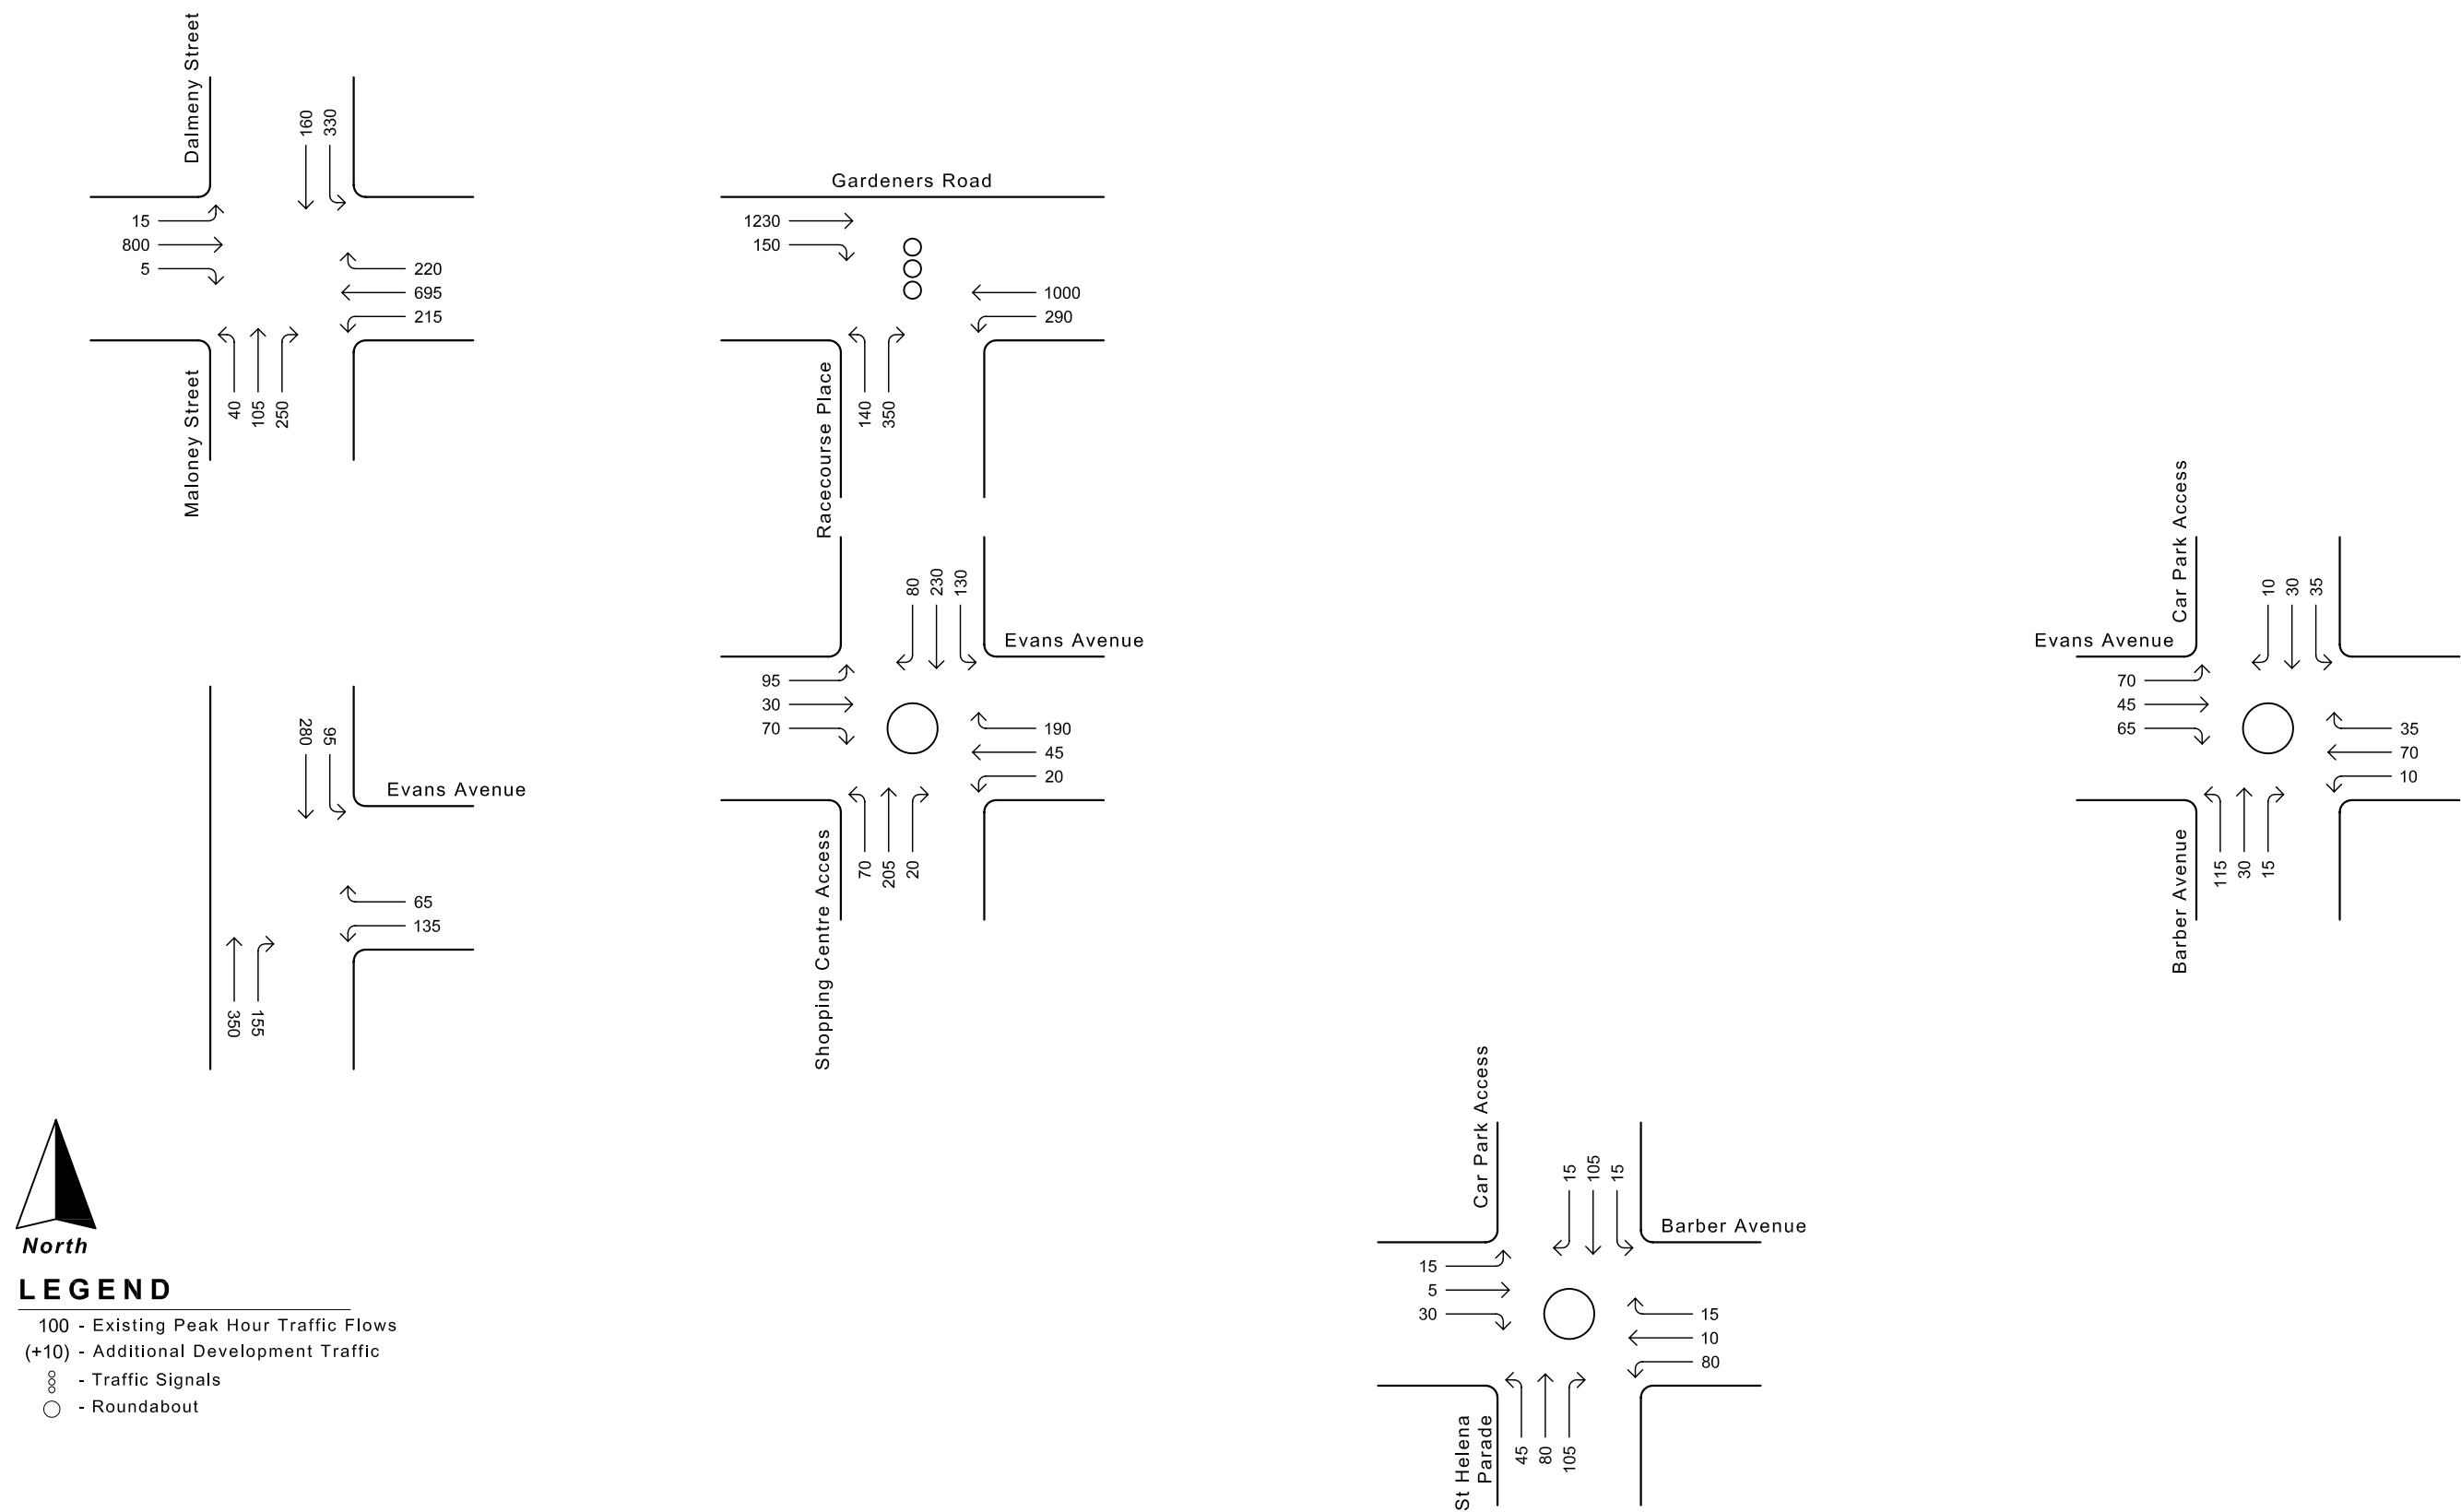 Dalmeny Street
160
330
15
800
5
220
695
215
40
105
250
Maloney Street
Gardeners Road
1230
150
1000
290
140
350
Racecourse Place
80
230
130
Evans Avenue
95
30
70
190
45
20
70
205
20
Shopping Centre Access
Car Park Access
10
30
35
Evans Avenue
70
45
65
35
70
10
115
30
15
Barber Avenue
280
95
Evans Avenue
65
135
350
155
Car Park Access
15
105
15
Barber Avenue
15
5
30
15
10
80
45
80
105
St Helena
Parade
North
LEGEND
100 - Existing Peak Hour Traffic Flows
(+10) - Additional Development Traffic
- Traffic Signals
- Roundabout